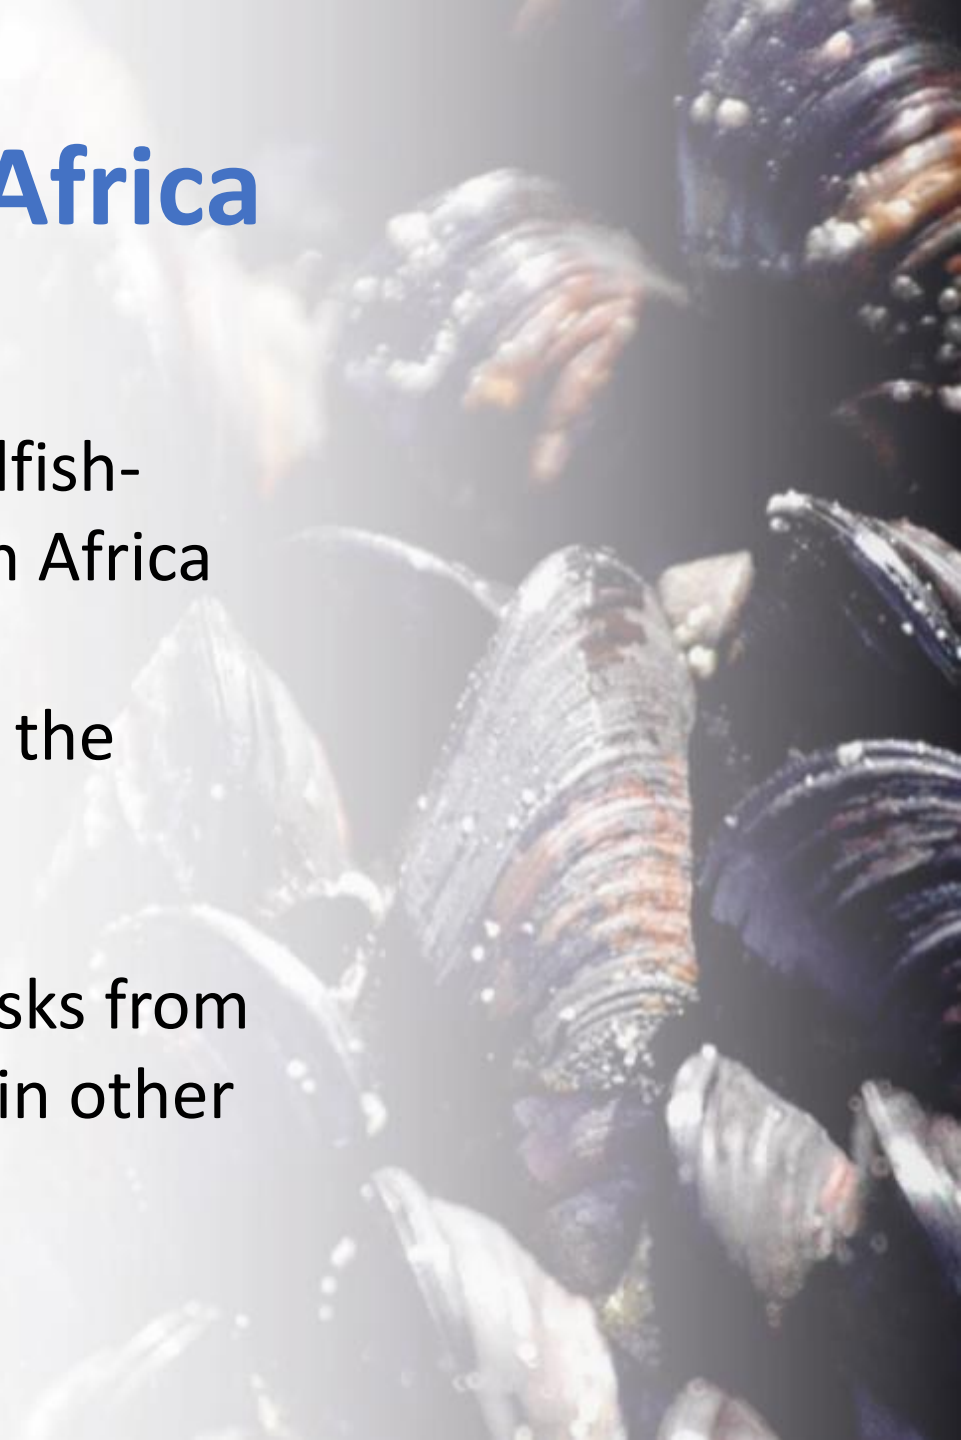 Africa
lfish-
n Africa
the
sks from
in other